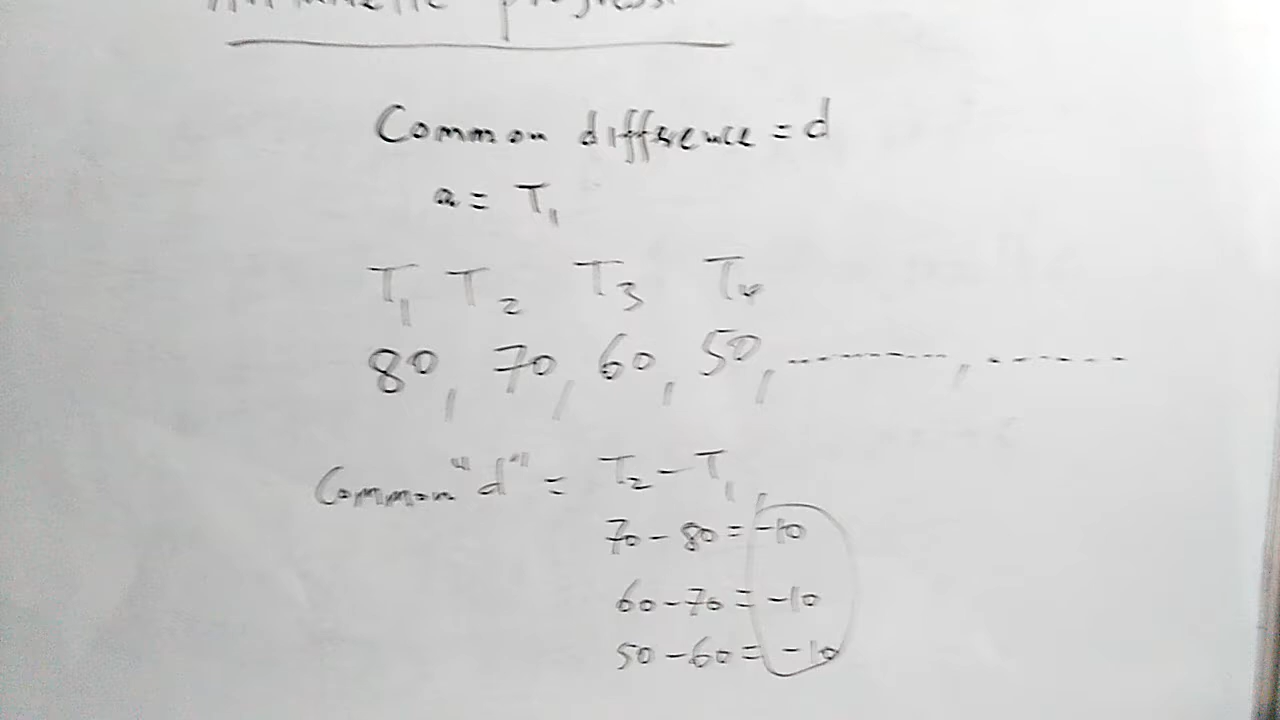 Common difference = d
a = T₁
T₁ T₂ T₃ T₄
80, 70, 60, 50, ----------, ------
Common "d" = T₂ - T₁
70 - 80 = -10
60 - 70 = -10
50 - 60 = -10